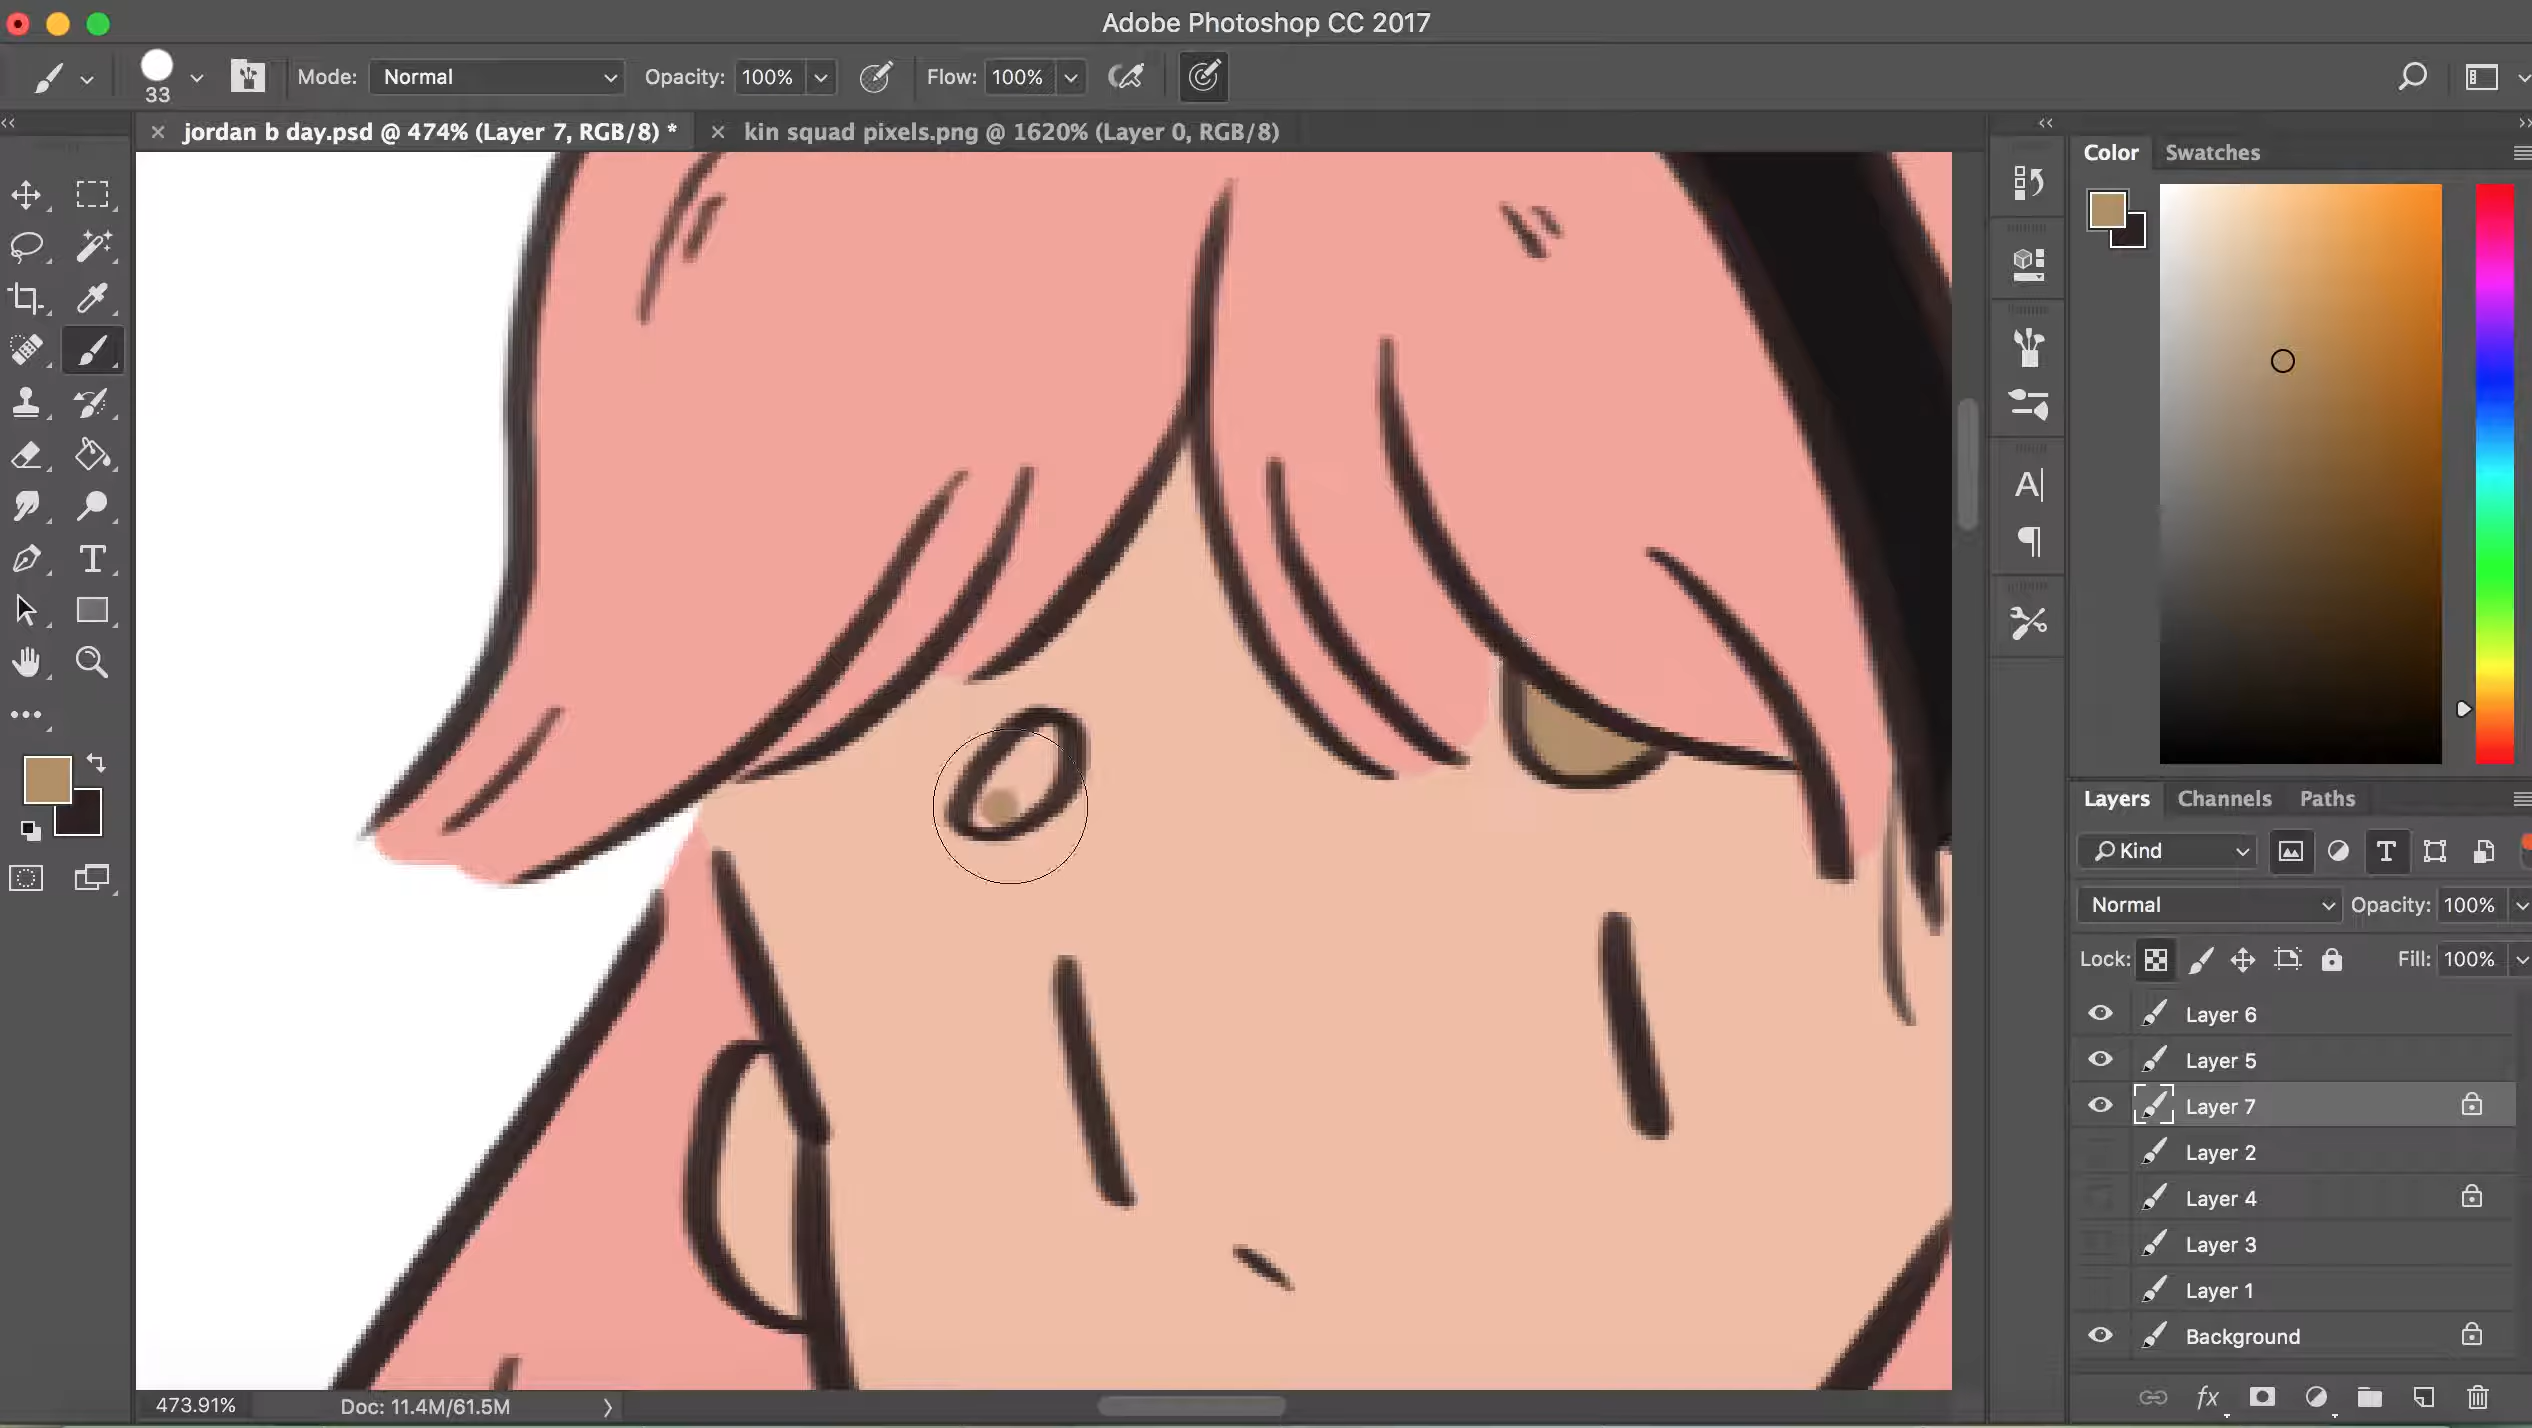 Adobe Photoshop CC 2017
33
Mode: Normal Opacity: 100% Flow: 100%
jordan b day.psd @ 474% (Layer 7, RGB/8) *
kin squad pixels.png @ 1620% (Layer 0, RGB/8)
Color Swatches
Layers Channels Paths
Kind
Normal Opacity: 100%
Lock: Fill: 100%
Layer 6
Layer 5
Layer 7
Layer 2
Layer 4
Layer 3
Layer 1
Background
fx
473.91% Doc: 11.4M/61.5M